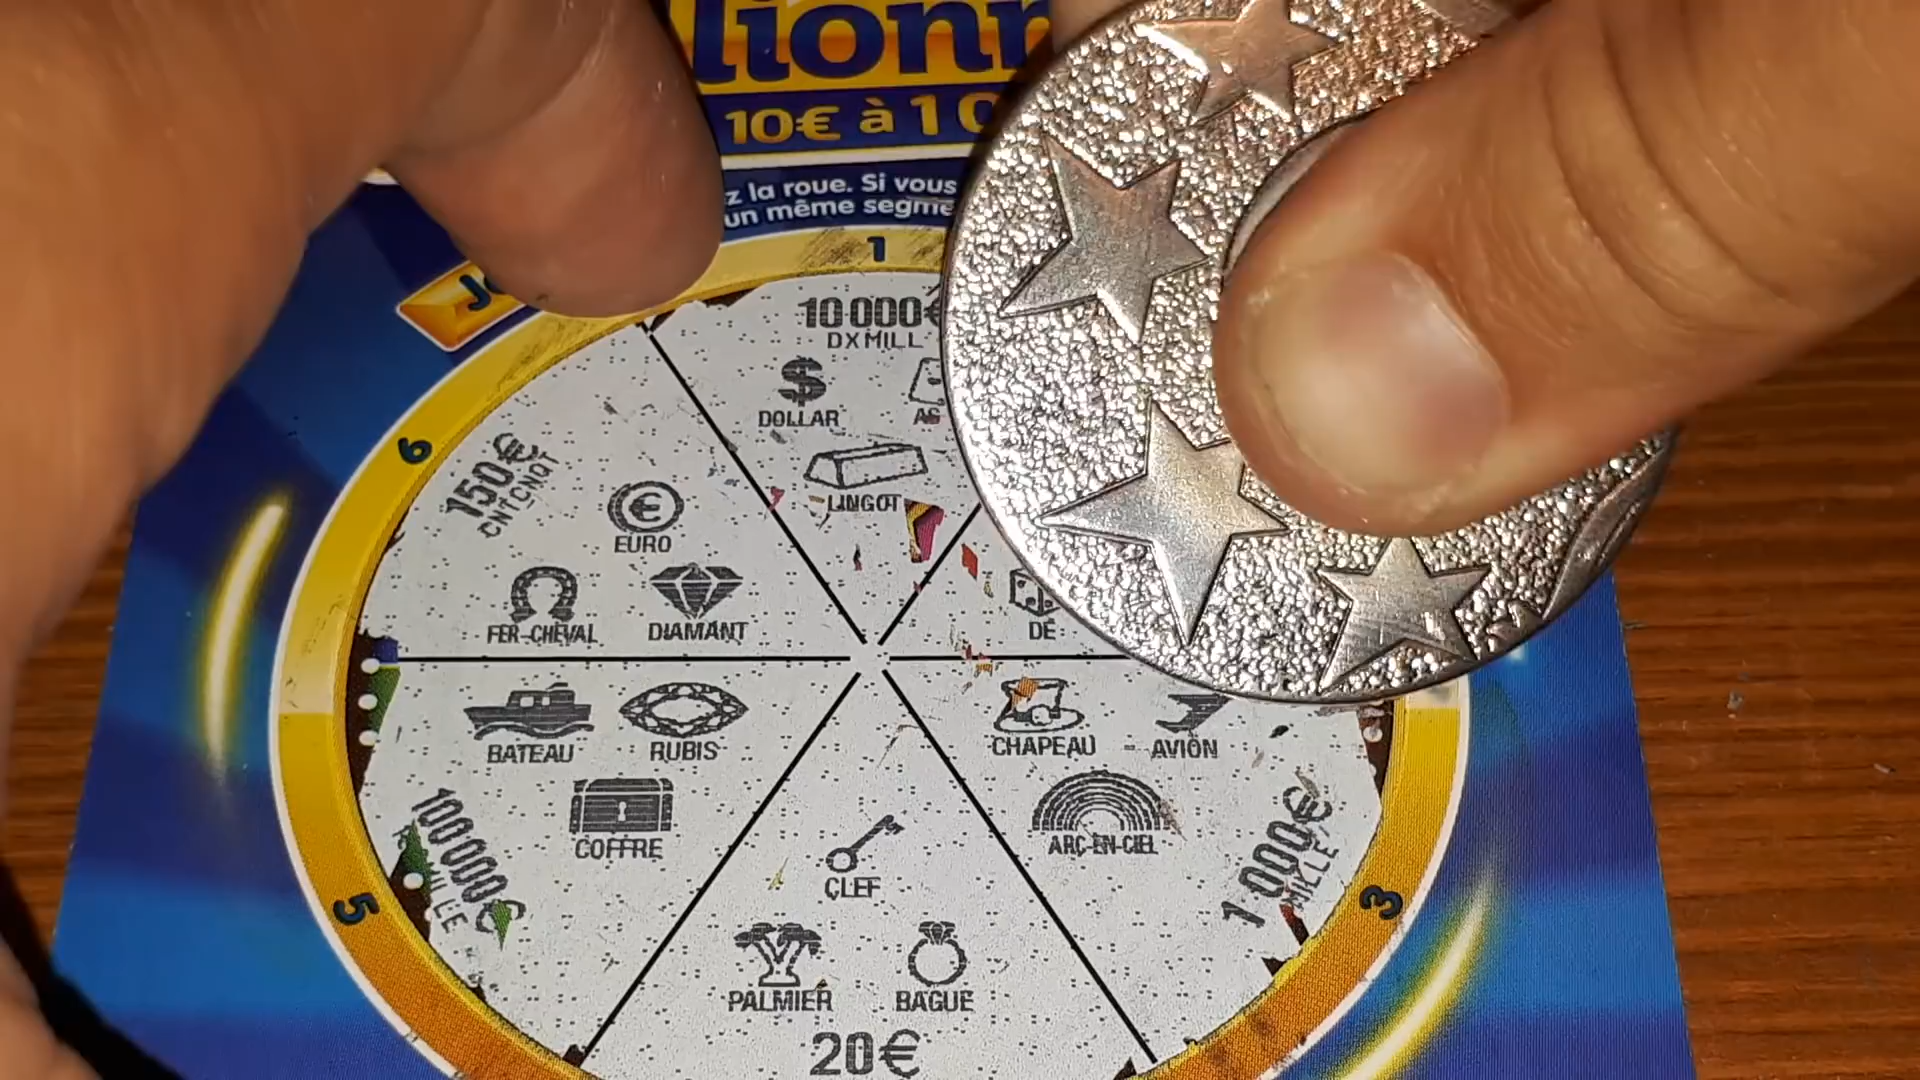 lionn
10€ à 10
z la roue. Si vous
un même segme
1
10 000€
DXMILL
DOLLAR
AS
LINGOT
6
150€
CNTCNQT
EURO
FER-CHEVAL
DIAMANT
DÉ
BATEAU
RUBIS
COFFRE
100 000€
5
CHAPEAU
AVION
ARC-EN-CIEL
1 000€
MILLE
3
CLEF
PALMIER
BAGUE
20€